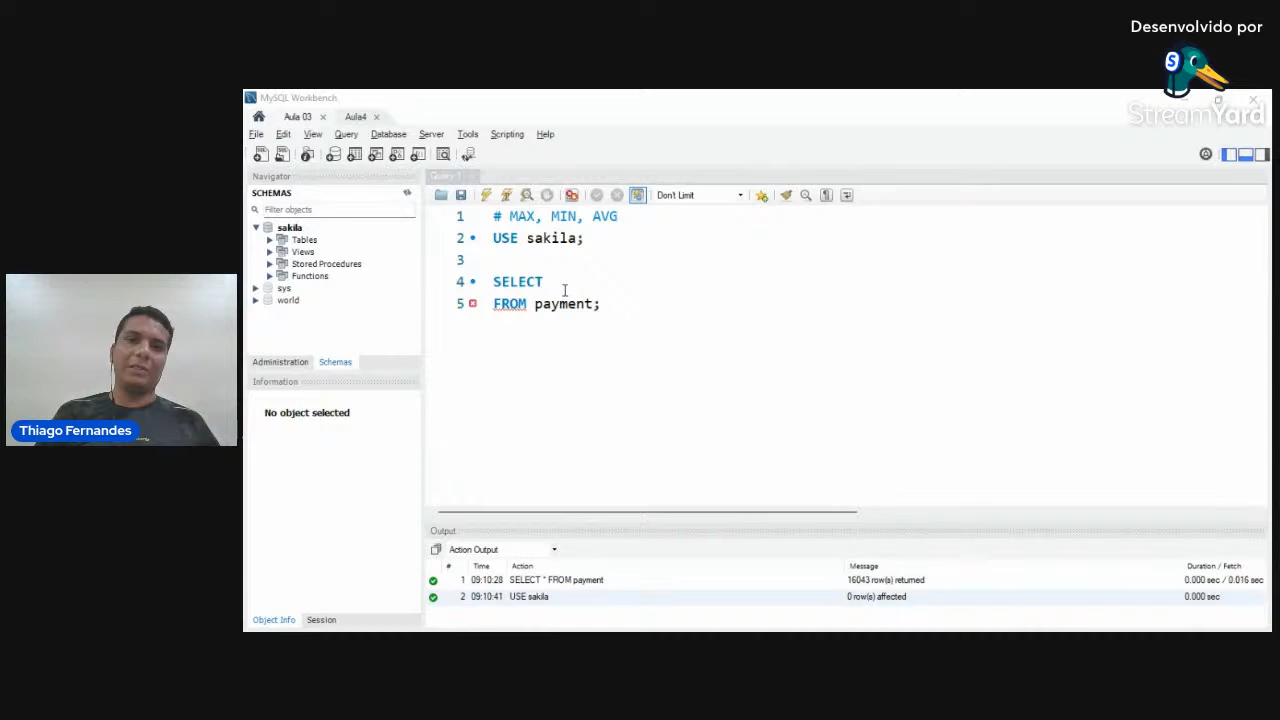 Desenvolvido por
S
StreamYard
MySQL Workbench
Aula 03 Aula4
File Edit View Query Database Server Tools Scripting Help
Navigator
SCHEMAS
Filter objects
sakila
Tables
Views
Stored Procedures
Functions
sys
world
Administration Schemas
Information
No object selected
Object Info Session
Query 1
Don't Limit
1 # MAX, MIN, AVG
2 USE sakila;
3
4 SELECT
5 FROM payment;
Output
Action Output
# Time Action Message Duration / Fetch
1 09:10:28 SELECT * FROM payment 16043 row(s) returned 0.000 sec / 0.016 sec
2 09:10:41 USE sakila 0 row(s) affected 0.000 sec
Thiago Fernandes